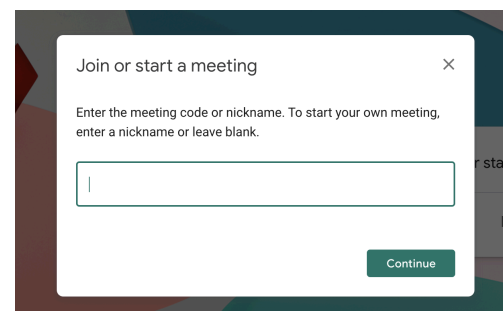 Join or start a meeting
Enter the meeting code or nickname. To start your own meeting,
enter a nickname or leave blank.
Continue